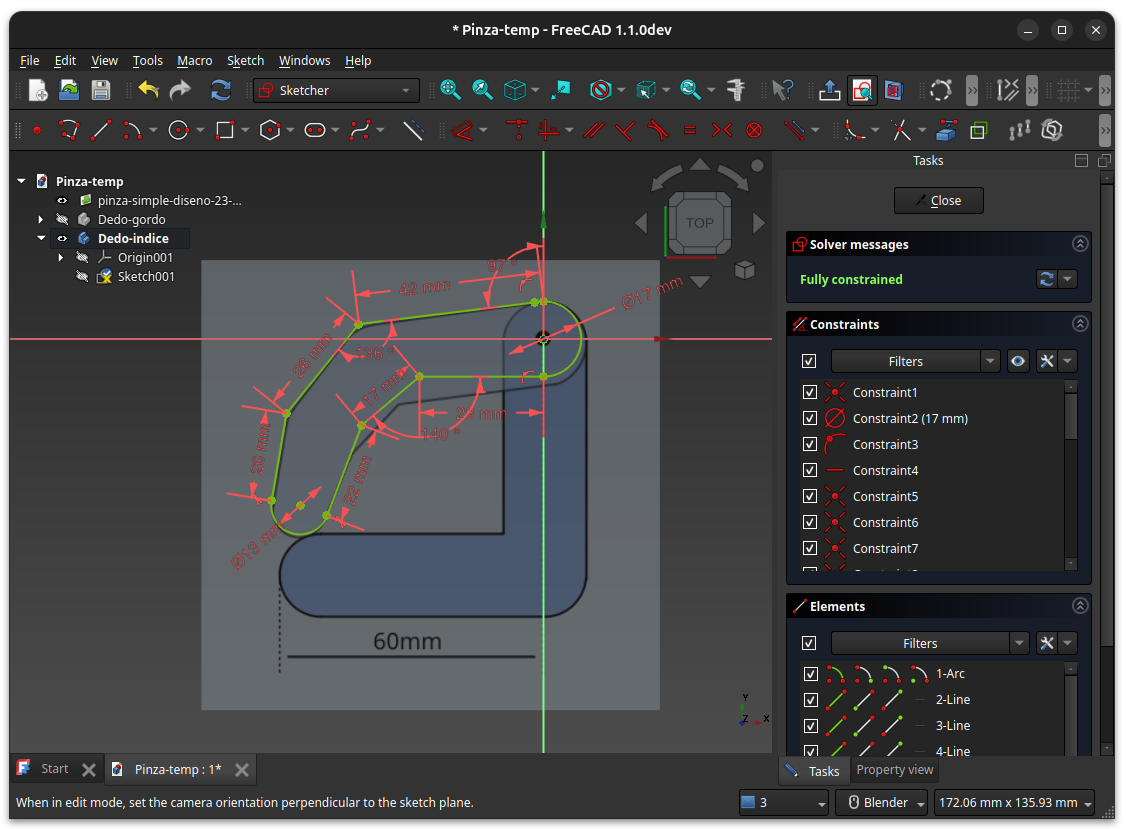 * Pinza-temp - FreeCAD 1.1.0dev
File Edit View Tools Macro Sketch Windows Help
Sketcher
Tasks
Pinza-temp
pinza-simple-diseno-23-...
Dedo-gordo
Dedo-indice
Origin001
Sketch001
TOP
Close
Solver messages
Fully constrained
Constraints
Filters
Constraint1
Constraint2 (17 mm)
Constraint3
Constraint4
Constraint5
Constraint6
Constraint7
Elements
Filters
1-Arc
2-Line
3-Line
4-Line
97 °
42 mm
Ø17 mm
136 °
17 mm
140 °
20 mm
22 mm
Ø13 mm
60mm
Y
Z X
Start
Pinza-temp : 1*
Tasks
Property view
When in edit mode, set the camera orientation perpendicular to the sketch plane.
3
Blender
172.06 mm x 135.93 mm